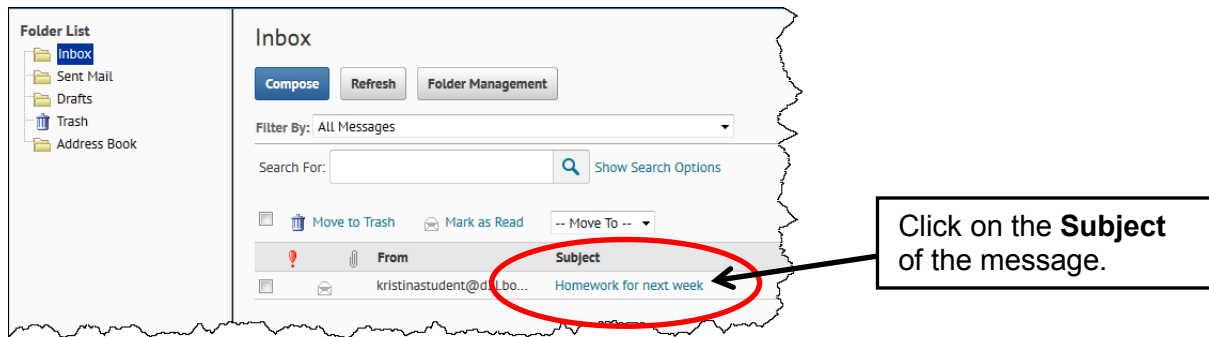 Folder List
Inbox
Sent Mail
Drafts
Trash
Address Book
Inbox
Compose Refresh Folder Management
Filter By: All Messages
Search For: Show Search Options
Move to Trash Mark as Read -- Move To --
From Subject
Homework for next week
Click on the Subject
of the message.